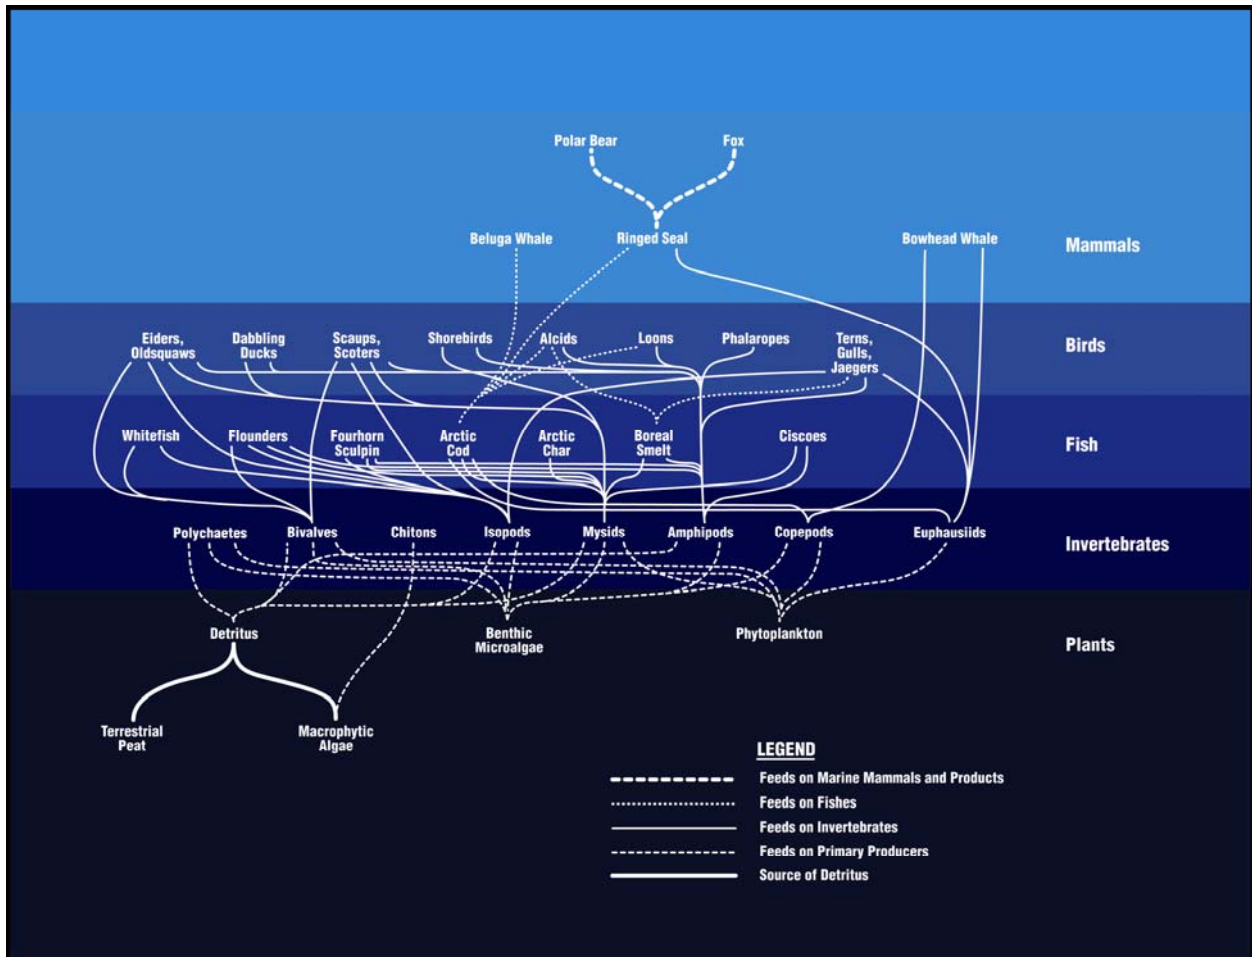 Polar Bear
Fox
Beluga Whale
Ringed Seal
Bowhead Whale
Mammals
Eiders,
Oldsquaws
Dabbling
Ducks
Scaups,
Scoters
Shorebirds
Alcids
Loons
Phalaropes
Terns,
Gulls,
Jaegers
Birds
Whitefish
Flounders
Fourhorn
Sculpin
Arctic
Cod
Arctic
Char
Boreal
Smelt
Ciscoes
Fish
Polychaetes
Bivalves
Chitons
Isopods
Mysids
Amphipods
Copepods
Euphausiids
Invertebrates
Detritus
Benthic
Microalgae
Phytoplankton
Plants
Terrestrial
Peat
Macrophytic
Algae
LEGEND
Feeds on Marine Mammals and Products
Feeds on Fishes
Feeds on Invertebrates
Feeds on Primary Producers
Source of Detritus